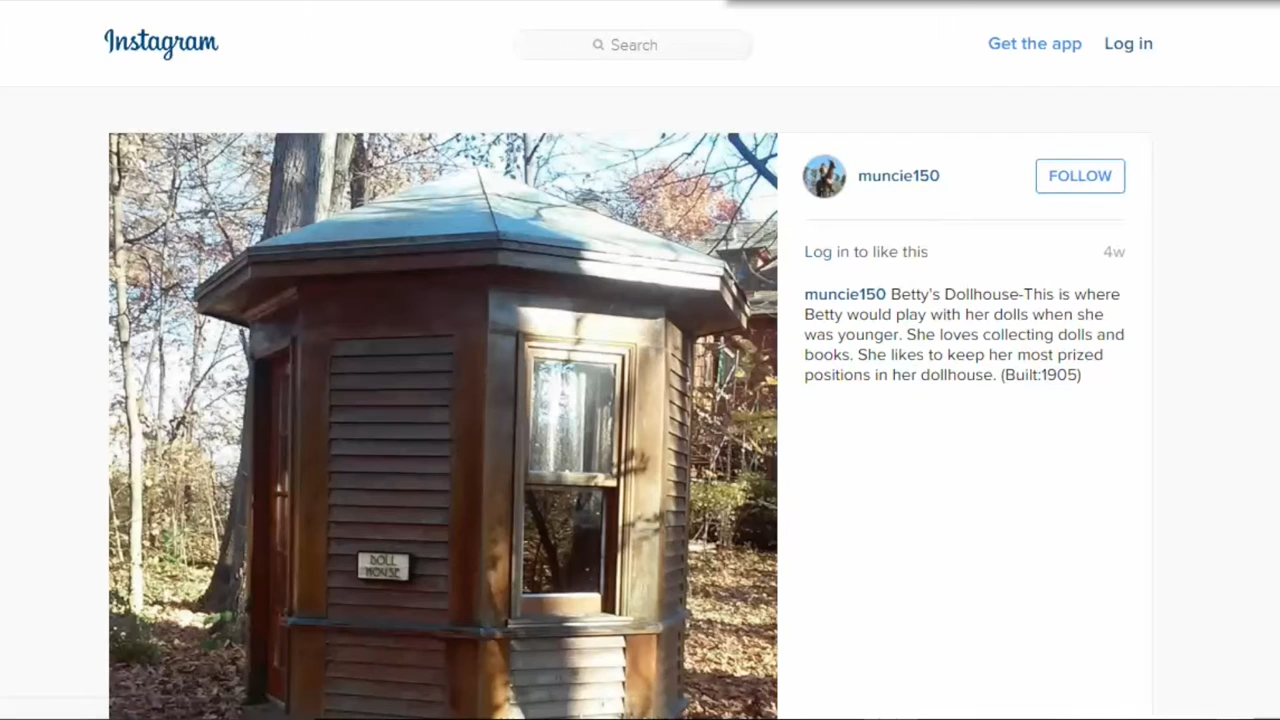 Instagram
Search
Get the app
Log in
muncie150
FOLLOW
Log in to like this
4w
muncie150 Betty's Dollhouse-This is where
Betty would play with her dolls when she
was younger. She loves collecting dolls and
books. She likes to keep her most prized
positions in her dollhouse. (Built:1905)
DOLL
HOUSE